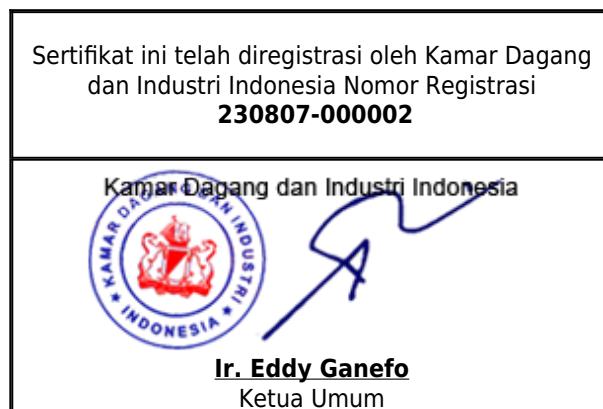 Sertifikat ini telah diregistrasi oleh Kamar Dagang
dan Industri Indonesia Nomor Registrasi
230807-000002
Kamar Dagang dan Industri Indonesia
KAMAR DAGANG DAN INDUSTRI
INDONESIA
Ir. Eddy Ganefo
Ketua Umum